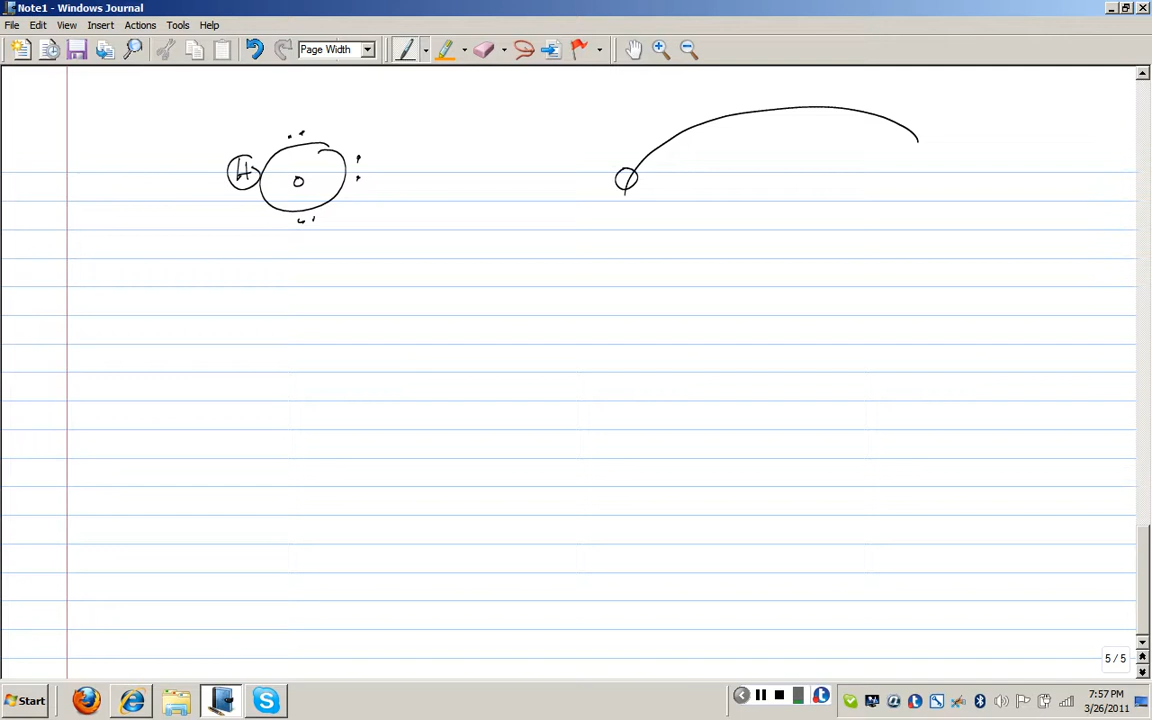 Note1 - Windows Journal
File Edit View Insert Actions Tools Help
Page Width
H
O
5 / 5
Start
7:57 PM
3/26/2011